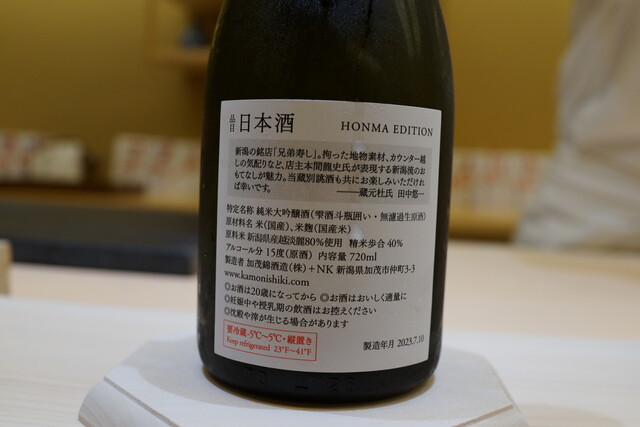 品目 日本酒 HONMA EDITION
新潟の銘店「兄弟寿し」。拘った地物素材、カウンター越
しの気配りなど、店主本間龍史氏が表現する新潟流のお
もてなしが魅力。当蔵別誂酒も共にお楽しみいただけれ
ば幸いです。 ——蔵元杜氏 田中悠一
特定名称 純米大吟醸酒(雫酒斗瓶囲い・無濾過生原酒)
原材料名 米(国産)、米麹(国産米)
原料米 新潟県産越淡麗80%使用 精米歩合 40%
アルコール分 15度(原酒) 内容量 720ml
製造者 加茂錦酒造(株)+NK 新潟県加茂市仲町3-3
www.kamonishiki.com
◎お酒は20歳になってから ◎お酒はおいしく適量に
◎妊娠中や授乳期の飲酒はお控えください
◎沈殿や滓が生じる場合があります
要冷蔵-5℃〜5℃・縦置き
Keep refrigerated 23°F〜41°F
製造年月 2023.7.10